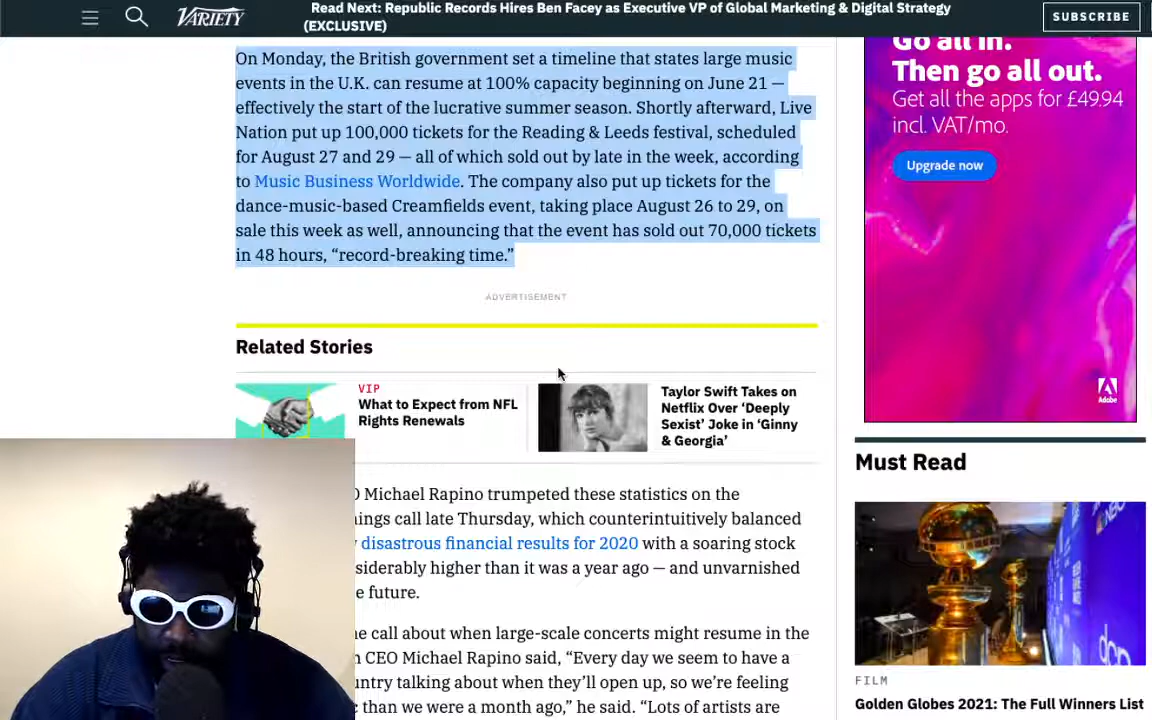 VARIETY
Read Next: Republic Records Hires Ben Facey as Executive VP of Global Marketing & Digital Strategy
(EXCLUSIVE)
SUBSCRIBE
On Monday, the British government set a timeline that states large music
events in the U.K. can resume at 100% capacity beginning on June 21 —
effectively the start of the lucrative summer season. Shortly afterward, Live
Nation put up 100,000 tickets for the Reading & Leeds festival, scheduled
for August 27 and 29 — all of which sold out by late in the week, according
to Music Business Worldwide. The company also put up tickets for the
dance-music-based Creamfields event, taking place August 26 to 29, on
sale this week as well, announcing that the event has sold out 70,000 tickets
in 48 hours, “record-breaking time.”
ADVERTISEMENT
Related Stories
VIP
What to Expect from NFL
Rights Renewals
Taylor Swift Takes on
Netflix Over ‘Deeply
Sexist’ Joke in ‘Ginny
& Georgia’
Michael Rapino trumpeted these statistics on the
call late Thursday, which counterintuitively balanced
disastrous financial results for 2020 with a soaring stock
higher than it was a year ago — and unvarnished
future.
call about when large-scale concerts might resume in the
CEO Michael Rapino said, “Every day we seem to have a
talking about when they’ll open up, so we’re feeling
than we were a month ago,” he said. “Lots of artists are
Go all in.
Then go all out.
Get all the apps for £49.94
incl. VAT/mo.
Upgrade now
Adobe
Must Read
FILM
Golden Globes 2021: The Full Winners List